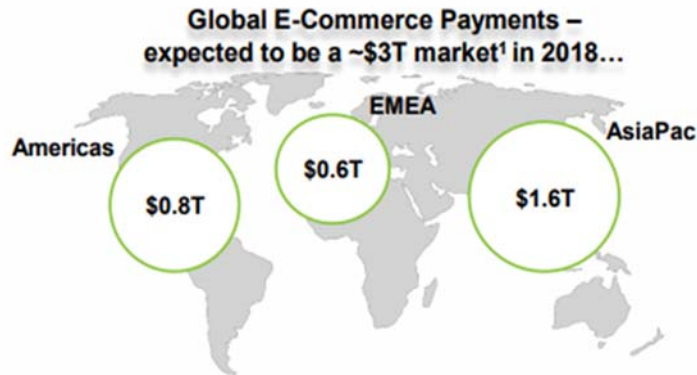 Global E-Commerce Payments –
expected to be a ~$3T market¹ in 2018…
EMEA
Americas
AsiaPac
$0.8T
$0.6T
$1.6T